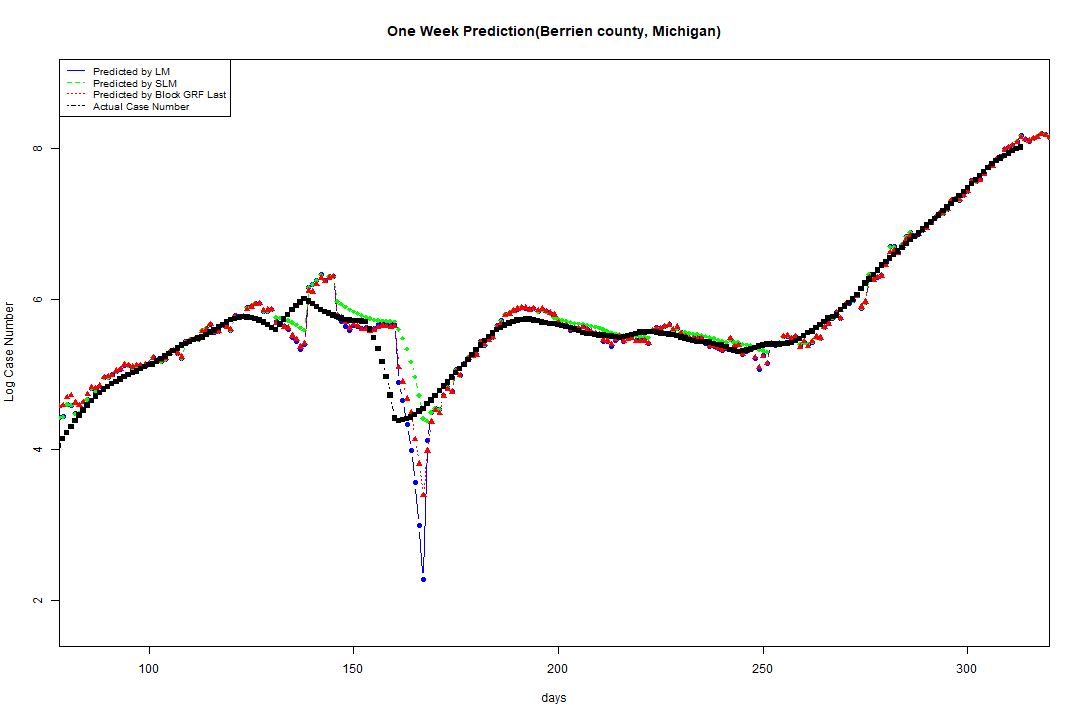 One Week Prediction(Berrien county, Michigan)
Predicted by LM
Predicted by SLM
Predicted by Block GRF Last
Actual Case Number
8
6
4
2
Log Case Number
100 150 200 250 300
days